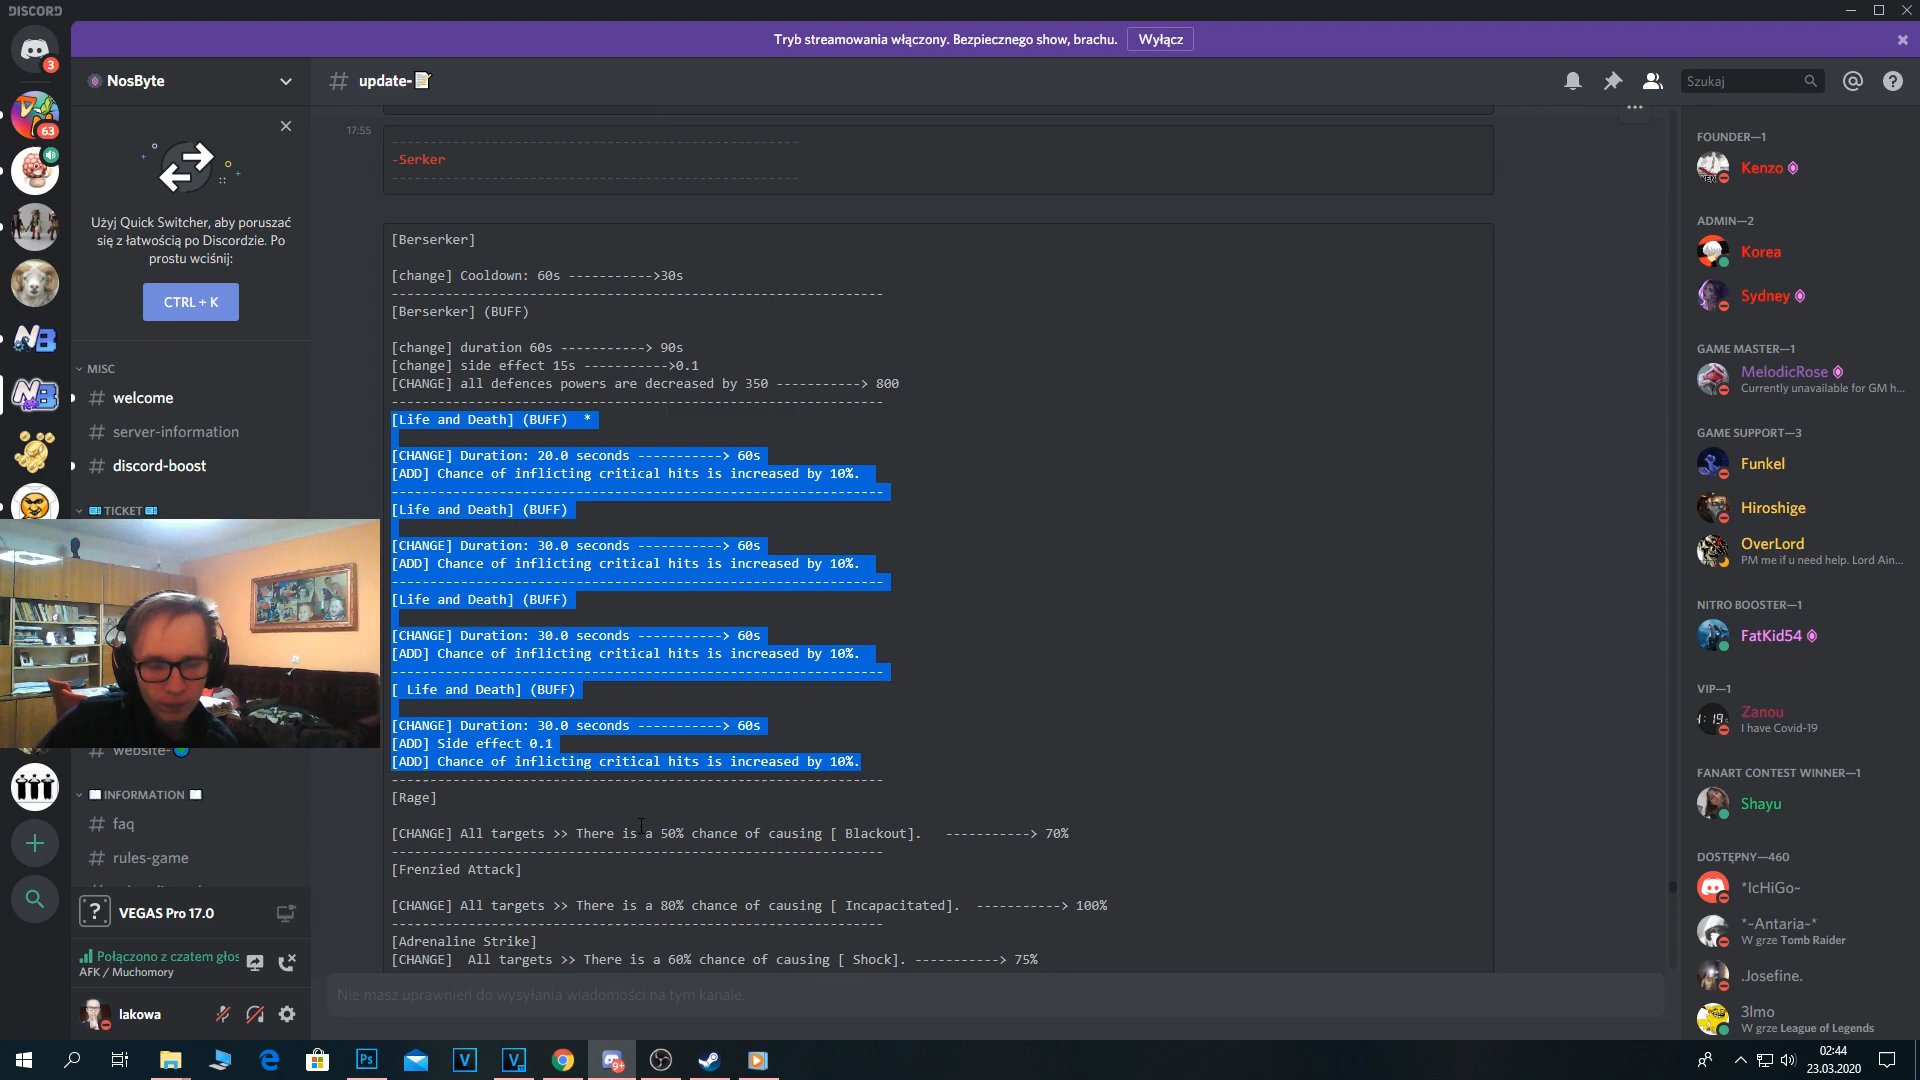 DISCORD
Tryb streamowania włączony. Bezpiecznego show, brachu.
Wyłącz
3
63
NosByte
# update-
Szukaj
Użyj Quick Switcher, aby poruszać
się z łatwością po Discordzie. Po
prostu wciśnij:
CTRL + K
MISC
# welcome
# server-information
# discord-boost
TICKET
website-
INFORMATION
# faq
# rules-game
? VEGAS Pro 17.0
Połączono z czatem głos
AFK / Muchomory
lakowa
17:55
-----------------------------------------------------
-Serker
-----------------------------------------------------
[Berserker]
[change] Cooldown: 60s ----------->30s
----------------------------------------------------------------
[Berserker] (BUFF)
[change] duration 60s -----------> 90s
[change] side effect 15s ----------->0.1
[CHANGE] all defences powers are decreased by 350 -----------> 800
----------------------------------------------------------------
[Life and Death] (BUFF)  *
[CHANGE] Duration: 20.0 seconds -----------> 60s
[ADD] Chance of inflicting critical hits is increased by 10%.
----------------------------------------------------------------
[Life and Death] (BUFF)
[CHANGE] Duration: 30.0 seconds -----------> 60s
[ADD] Chance of inflicting critical hits is increased by 10%.
----------------------------------------------------------------
[Life and Death] (BUFF)
[CHANGE] Duration: 30.0 seconds -----------> 60s
[ADD] Chance of inflicting critical hits is increased by 10%.
----------------------------------------------------------------
[ Life and Death] (BUFF)
[CHANGE] Duration: 30.0 seconds -----------> 60s
[ADD] Side effect 0.1
[ADD] Chance of inflicting critical hits is increased by 10%.
----------------------------------------------------------------
[Rage]
[CHANGE] All targets >> There is a 50% chance of causing [ Blackout].   -----------> 70%
----------------------------------------------------------------
[Frenzied Attack]
[CHANGE] All targets >> There is a 80% chance of causing [ Incapacitated].  -----------> 100%
----------------------------------------------------------------
[Adrenaline Strike]
[CHANGE]  All targets >> There is a 60% chance of causing [ Shock]. -----------> 75%
Nie masz uprawnień do wysyłania wiadomości na tym kanale.
FOUNDER—1
Kenzo
ADMIN—2
Korea
Sydney
GAME MASTER—1
MelodicRose
Currently unavailable for GM h...
GAME SUPPORT—3
Funkel
Hiroshige
OverLord
PM me if u need help. Lord Ain...
NITRO BOOSTER—1
FatKid54
VIP—1
Zanou
I have Covid-19
FANART CONTEST WINNER—1
Shayu
DOSTĘPNY—460
*IcHiGo~
*~Antaria~*
W grze Tomb Raider
.Josefine.
3lmo
W grze League of Legends
Ps
V
V
9+
02:44
23.03.2020